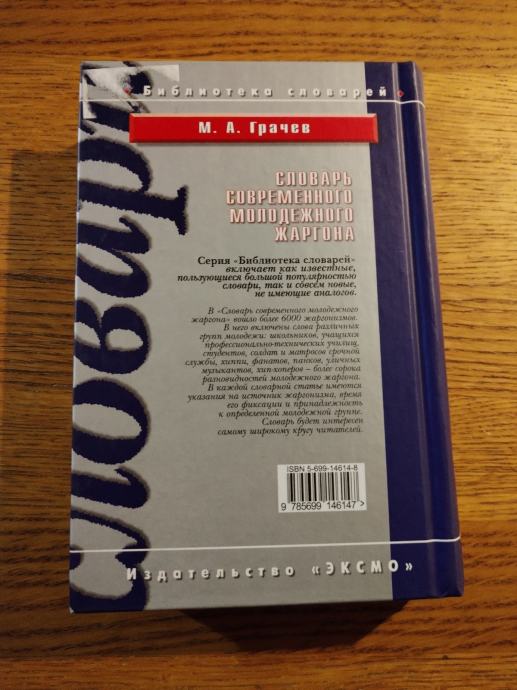 Библиотека словарей
М. А. Грачев
словари
СЛОВАРЬ
СОВРЕМЕННОГО
МОЛОДЕЖНОГО
ЖАРГОНА
Серия «Библиотека словарей»
включает как известные,
пользующиеся большой популярностью
словари, так и совсем новые,
не имеющие аналогов.
В «Словарь современного молодежного
жаргона» вошло более 6000 жаргонизмов.
В него включены слова различных
групп молодежи: школьников, учащихся
профессионально-технических училищ,
студентов, солдат и матросов срочной
службы, хиппи, фанатов, панков, уличных
музыкантов, хип-хоперов – более сорока
разновидностей молодежного жаргона.
В каждой словарной статье имеются
указания на источник жаргонизма, время
его фиксации и принадлежность
к определенной молодежной группе.
Словарь будет интересен
самому широкому кругу читателей.
ISBN 5-699-14614-8
9 785699 146147 >
Издательство «ЭКСМО»